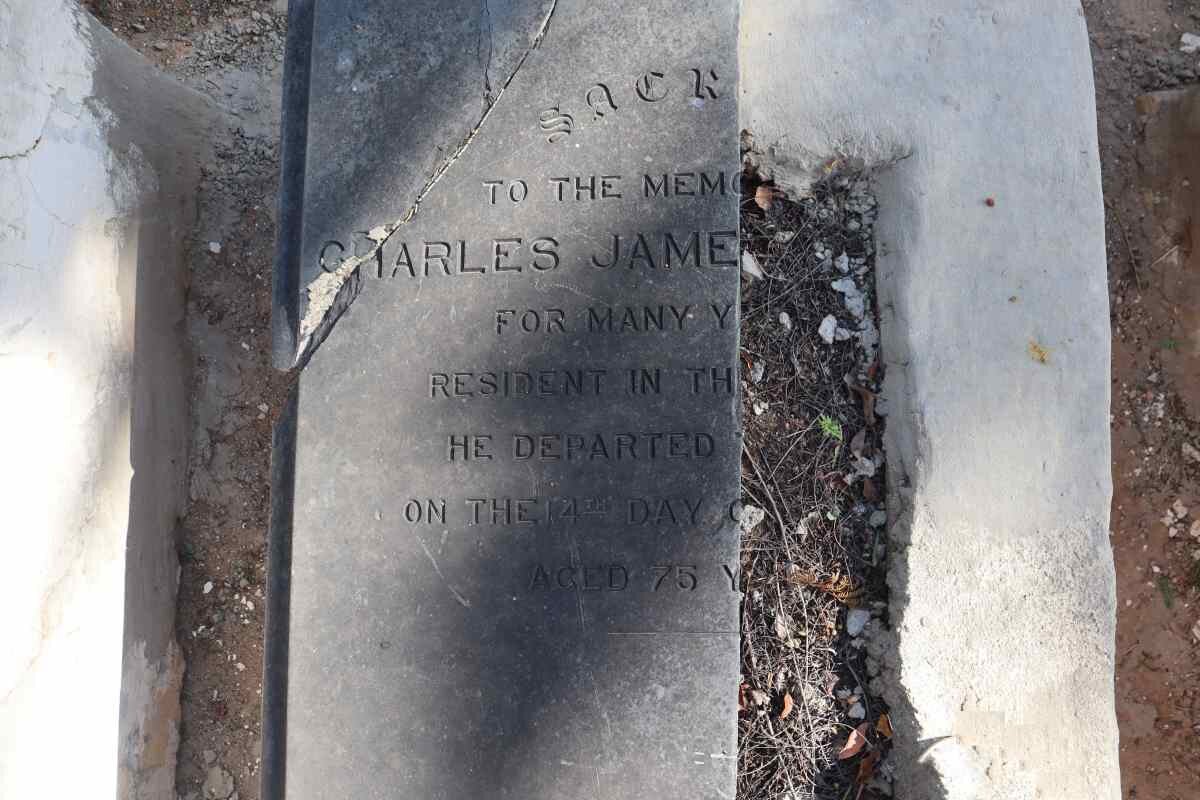 SACR
TO THE MEMO
CHARLES JAME
FOR MANY Y
RESIDENT IN TH
HE DEPARTED
ON THE 14TH DAY O
AGED 75 Y